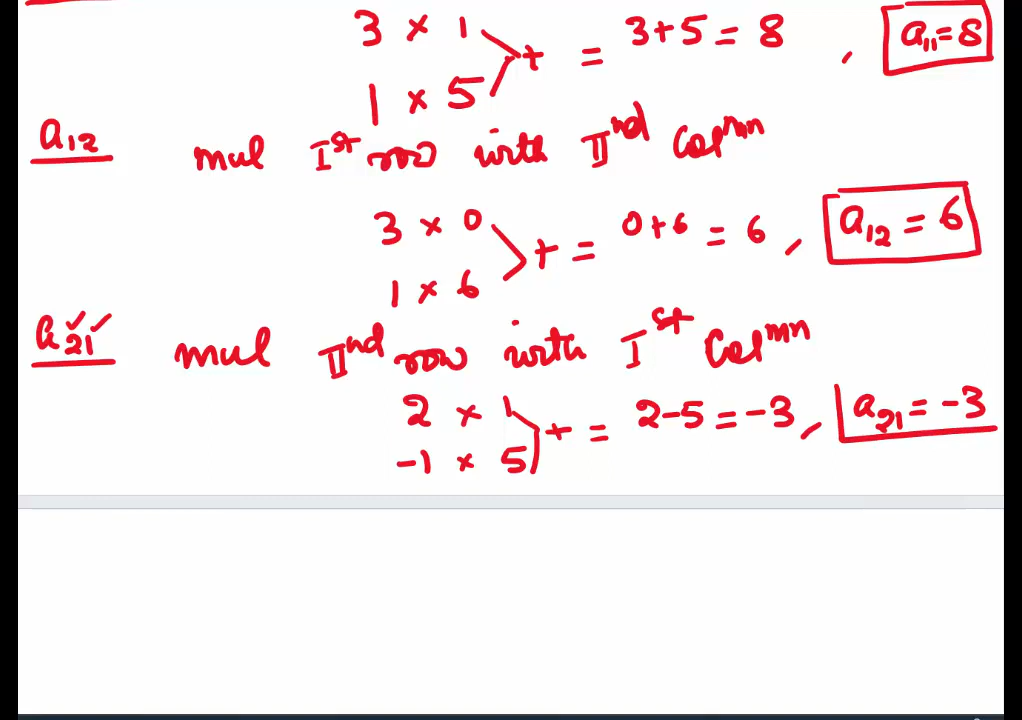 3 × 1
+ = 3+5 = 8 , a11=8
1 × 5
a12 mul Ist row with IInd Colmn
3 × 0
+ = 0+6 = 6 , a12 = 6
1 × 6
a21 mul IInd row with Ist Colmn
2 × 1
+ = 2-5 = -3 , a21 = -3
-1 × 5